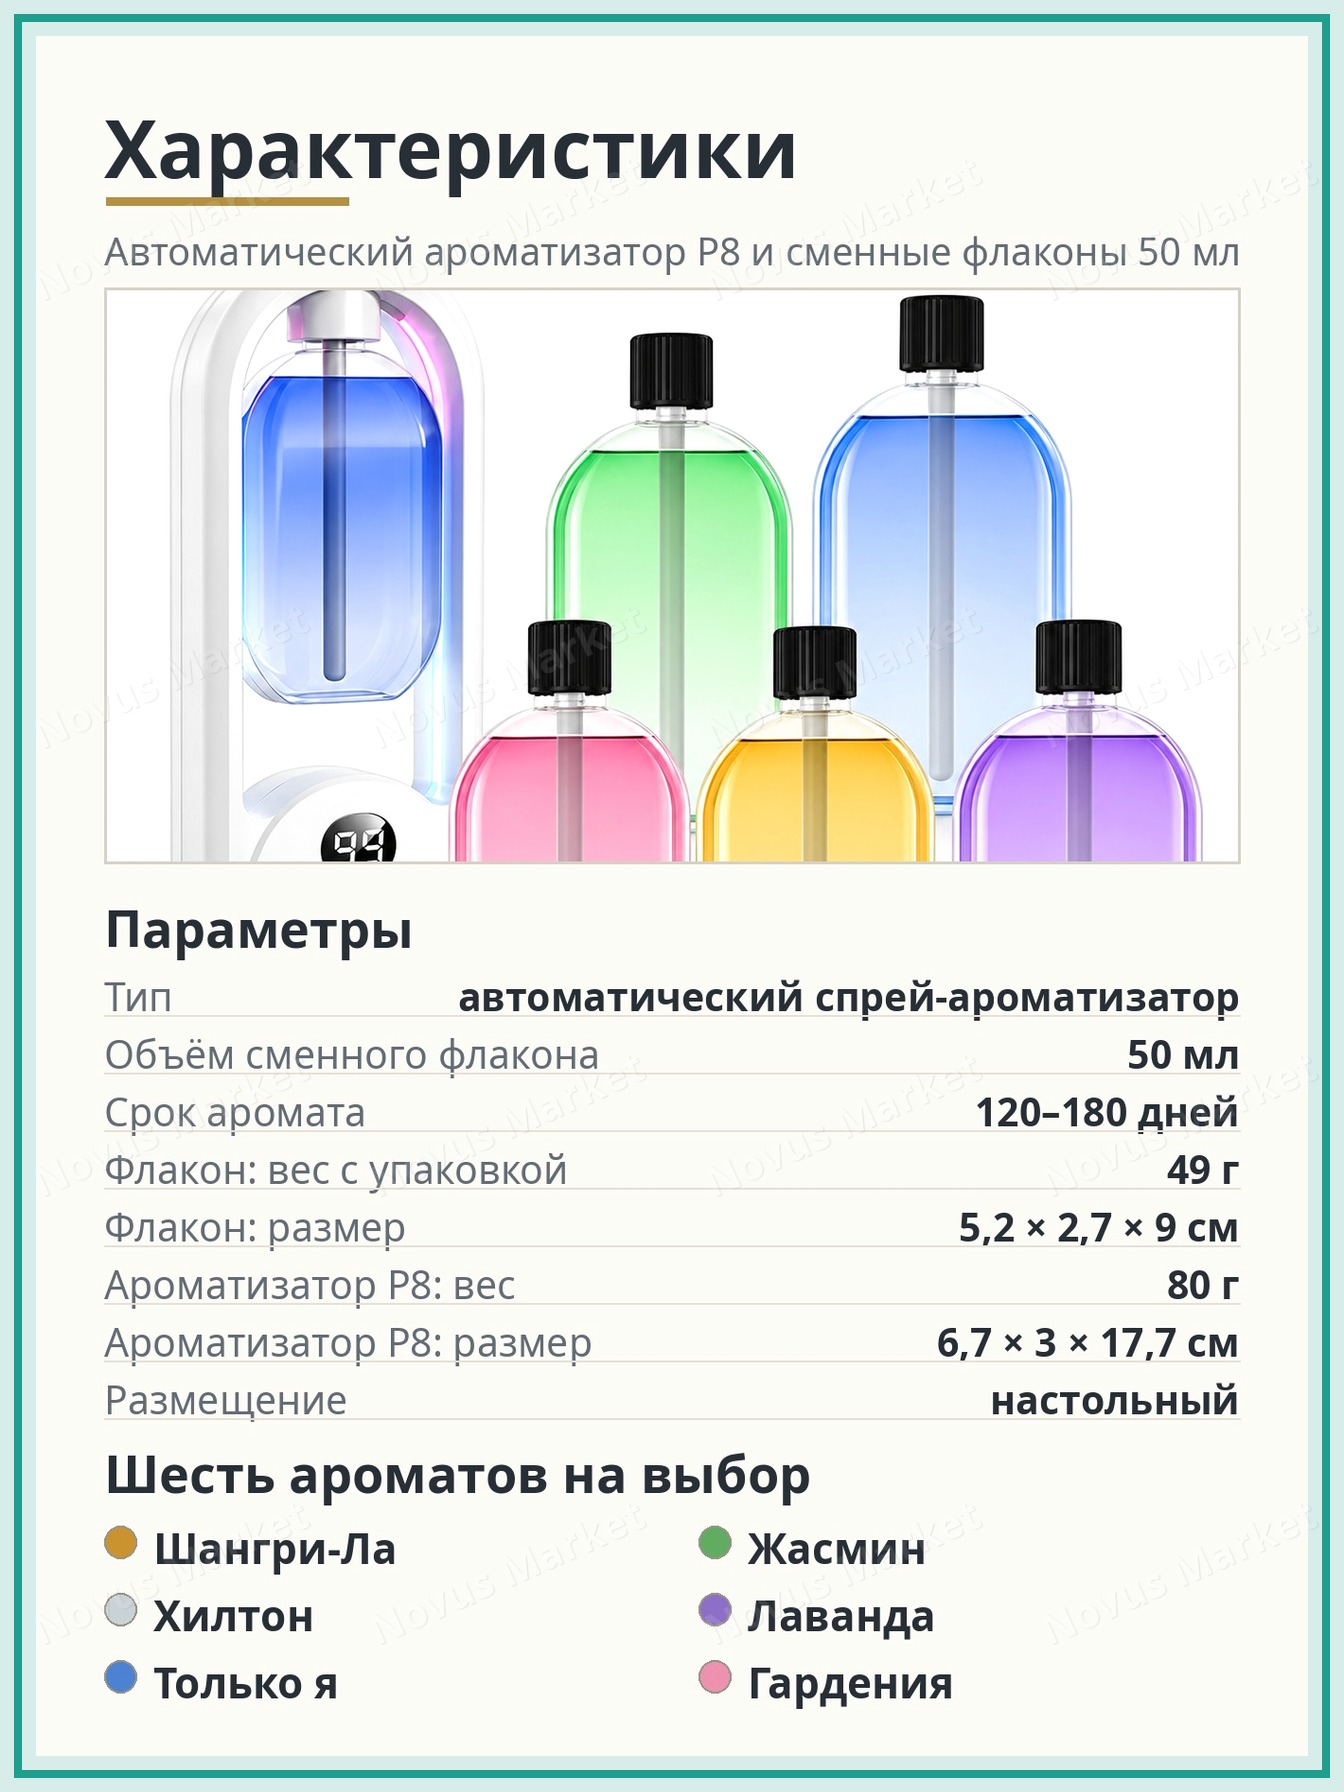 Характеристики
Автоматический ароматизатор P8 и сменные флаконы 50 мл
99
Параметры
Тип автоматический спрей-ароматизатор
Объём сменного флакона 50 мл
Срок аромата 120–180 дней
Флакон: вес с упаковкой 49 г
Флакон: размер 5,2 × 2,7 × 9 см
Ароматизатор P8: вес 80 г
Ароматизатор P8: размер 6,7 × 3 × 17,7 см
Размещение настольный
Шесть ароматов на выбор
Шангри-Ла Жасмин
Хилтон Лаванда
Только я Гардения
Novus Market